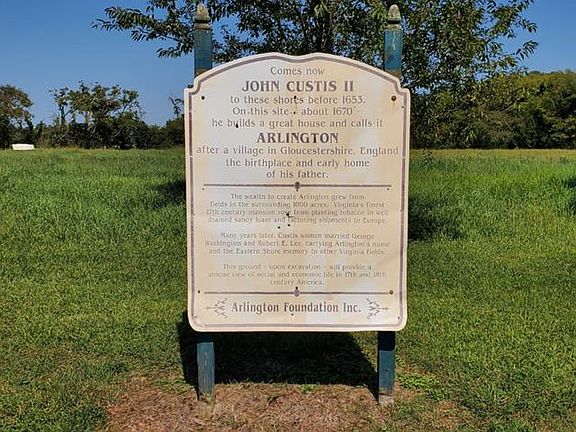 Comes now
JOHN CUSTIS II
to these shores before 1653.
On this site - about 1670
he builds a great house and calls it
ARLINGTON
after a village in Gloucestershire, England
the birthplace and early home
of his father.
The wealth to create Arlington grew from
fields in the surrounding 1000 acres. Virginia's finest
17th century mansion rose from planting tobacco in well
drained sandy loam and factoring shipments to Europe.
Many years later, Custis women married George
Washington and Robert E. Lee, carrying Arlington's name
and the Eastern Shore memory to other Virginia fields.
This ground - upon excavation - will provide a
unique view of social and economic life in 17th and 18th
century America.
Arlington Foundation Inc.